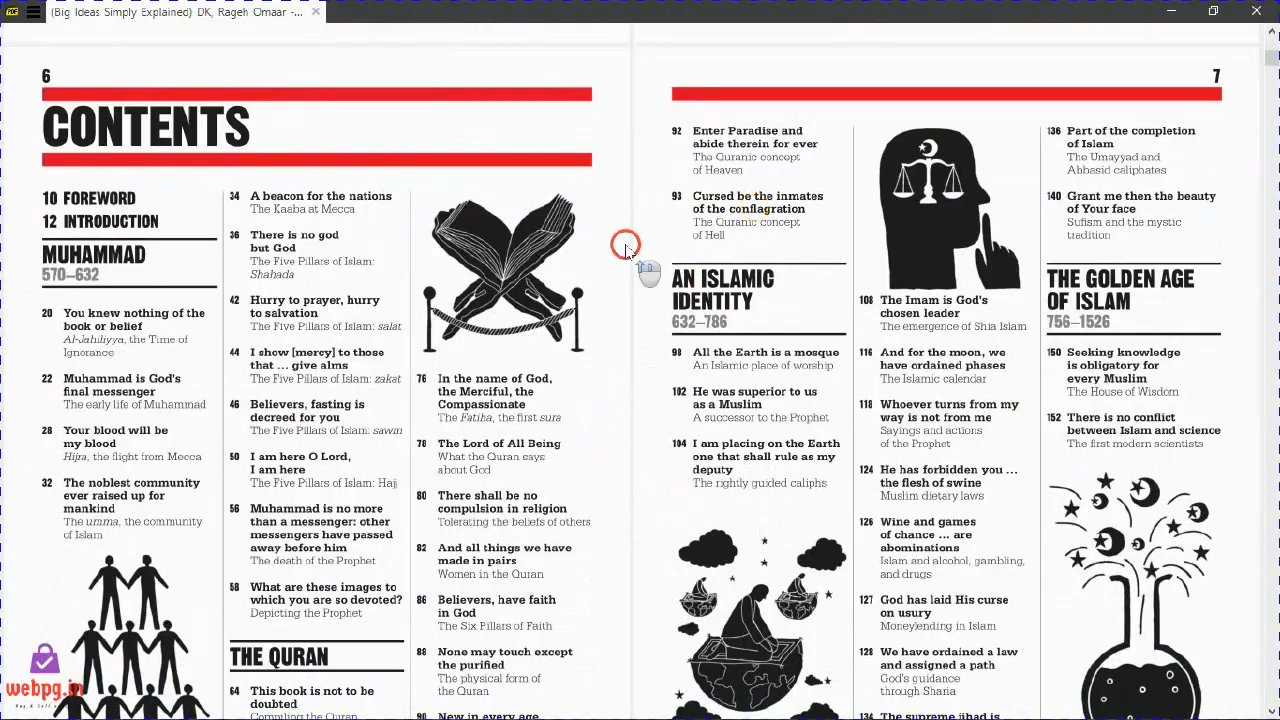 (Big Ideas Simply Explained) DK, Rageh Omaar -...
6
CONTENTS
10 FOREWORD
12 INTRODUCTION
MUHAMMAD
570–632
20 You knew nothing of the
book or belief
Al-Jahiliyya, the Time of
Ignorance
22 Muhammad is God's
final messenger
The early life of Muhammad
28 Your blood will be
my blood
Hijra, the flight from Mecca
32 The noblest community
ever raised up for
mankind
The umma, the community
of Islam
34 A beacon for the nations
The Kaaba at Mecca
36 There is no god
but God
The Five Pillars of Islam:
Shahada
42 Hurry to prayer, hurry
to salvation
The Five Pillars of Islam: salat
44 I show [mercy] to those
that ... give alms
The Five Pillars of Islam: zakat
46 Believers, fasting is
decreed for you
The Five Pillars of Islam: sawm
50 I am here O Lord,
I am here
The Five Pillars of Islam: Hajj
56 Muhammad is no more
than a messenger: other
messengers have passed
away before him
The death of the Prophet
58 What are these images to
which you are so devoted?
Depicting the Prophet
THE QURAN
64 This book is not to be
doubted
Compiling the Quran
76 In the name of God,
the Merciful, the
Compassionate
The Fatiha, the first sura
78 The Lord of All Being
What the Quran says
about God
80 There shall be no
compulsion in religion
Tolerating the beliefs of others
82 And all things we have
made in pairs
Women in the Quran
86 Believers, have faith
in God
The Six Pillars of Faith
88 None may touch except
the purified
The physical form of
the Quran
90 New in every age
7
92 Enter Paradise and
abide therein for ever
The Quranic concept
of Heaven
93 Cursed be the inmates
of the conflagration
The Quranic concept
of Hell
AN ISLAMIC
IDENTITY
632–786
98 All the Earth is a mosque
An Islamic place of worship
102 He was superior to us
as a Muslim
A successor to the Prophet
104 I am placing on the Earth
one that shall rule as my
deputy
The rightly guided caliphs
108 The Imam is God's
chosen leader
The emergence of Shia Islam
116 And for the moon, we
have ordained phases
The Islamic calendar
118 Whoever turns from my
way is not from me
Sayings and actions
of the Prophet
124 He has forbidden you ...
the flesh of swine
Muslim dietary laws
126 Wine and games
of chance ... are
abominations
Islam and alcohol, gambling,
and drugs
127 God has laid His curse
on usury
Moneylending in Islam
128 We have ordained a law
and assigned a path
God's guidance
through Sharia
134 The supreme jihad is
136 Part of the completion
of Islam
The Umayyad and
Abbasid caliphates
140 Grant me then the beauty
of Your face
Sufism and the mystic
tradition
THE GOLDEN AGE
OF ISLAM
756–1526
150 Seeking knowledge
is obligatory for
every Muslim
The House of Wisdom
152 There is no conflict
between Islam and science
The first modern scientists
webpg.in